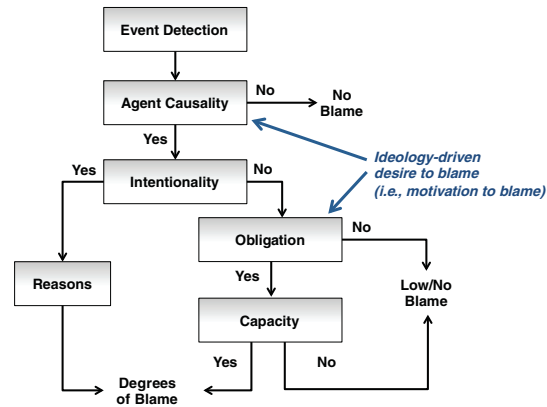 Event Detection
Agent Causality
No
No
Blame
Yes
Ideology-driven
desire to blame
(i.e., motivation to blame)
Yes
Intentionality
No
Obligation
No
Reasons
Yes
Low/No
Blame
Capacity
Yes
No
Degrees
of Blame